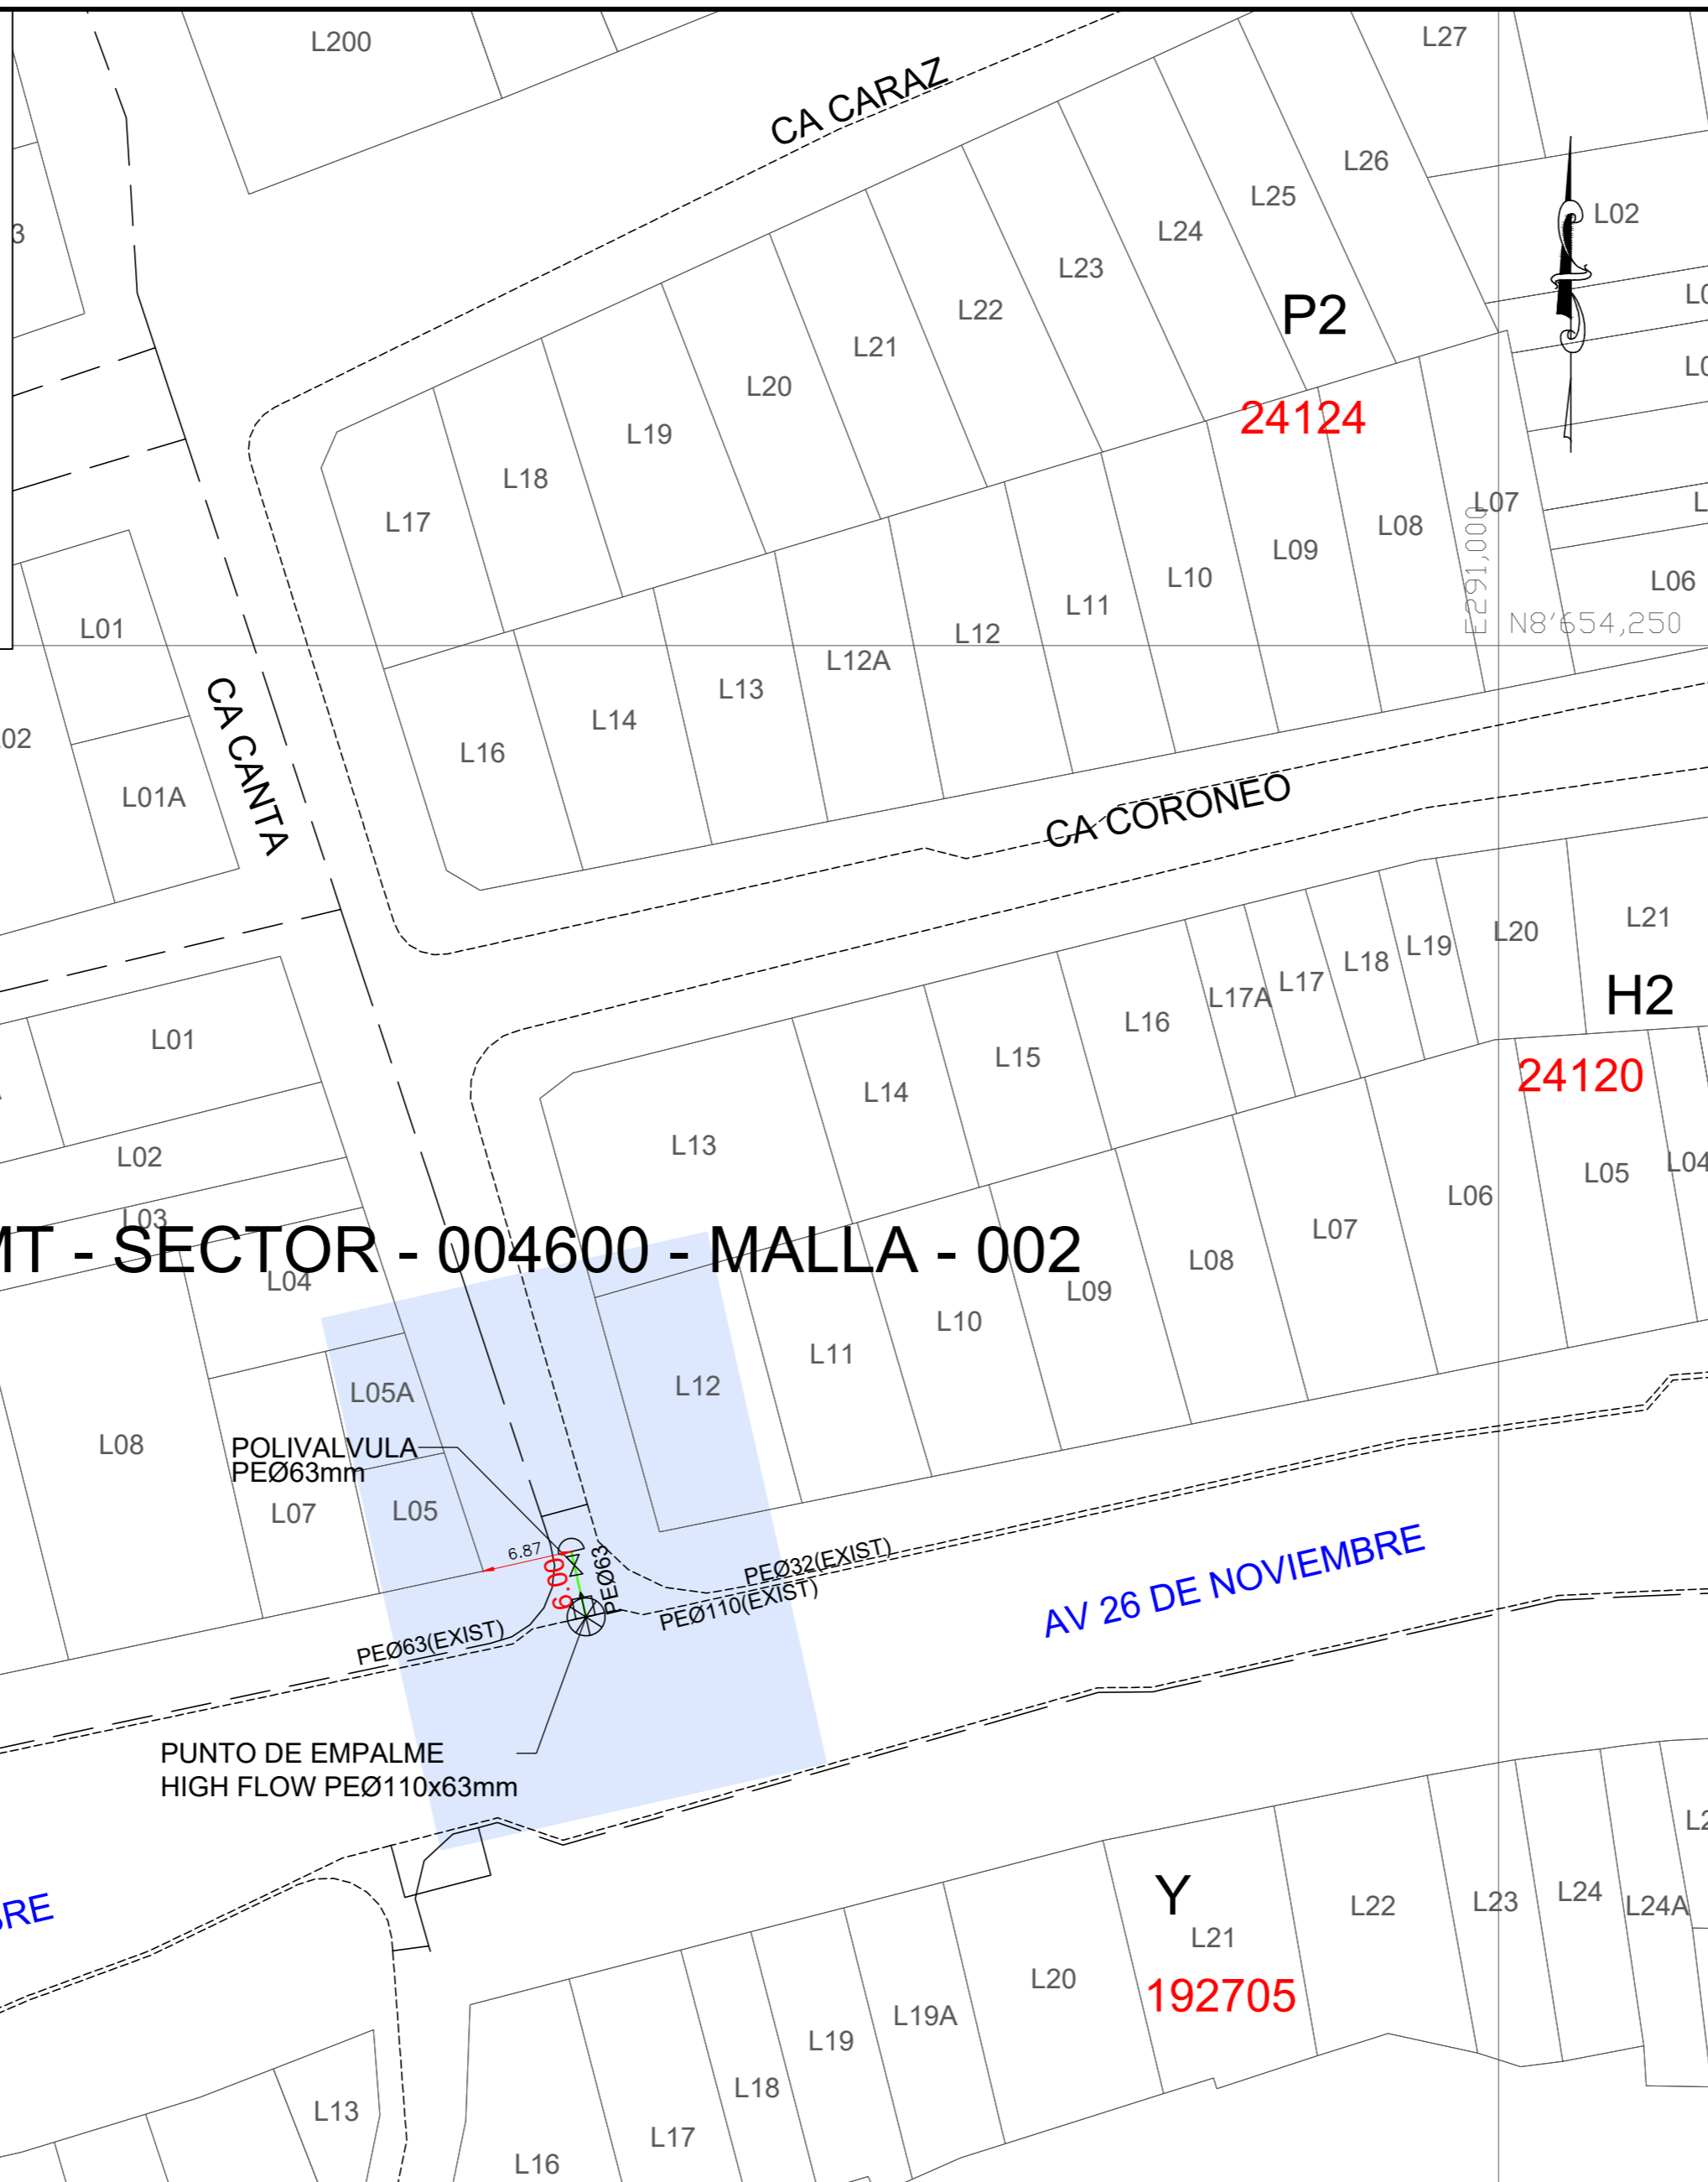 L200
L27
CA CARAZ
L26
L25
L02
L24
L23
L22
P2
L21
L20
24124
L19
L18
L17
L07
L08
L09
L10
L11
L12
L12A
L13
L14
L16
L06
E291,000
N8'654,250
L01
L01A
CA CANTA
CA CORONEO
L21
L20
L19
L18
L17
L17A
L16
L15
L14
L13
H2
24120
L01
L02
L03
L04
L04
L05
L06
L07
L08
L09
L10
L11
L12
SECTOR - 004600 - MALLA - 002
L05A
L08
POLIVALVULA
PEØ63mm
L07
L05
6.87
6.00
PEØ63
PEØ32(EXIST)
PEØ110(EXIST)
PEØ63(EXIST)
AV 26 DE NOVIEMBRE
PUNTO DE EMPALME
HIGH FLOW PEØ110x63mm
Y
L21
192705
L22
L23
L24
L24A
L20
L19A
L19
L18
L17
L16
L13